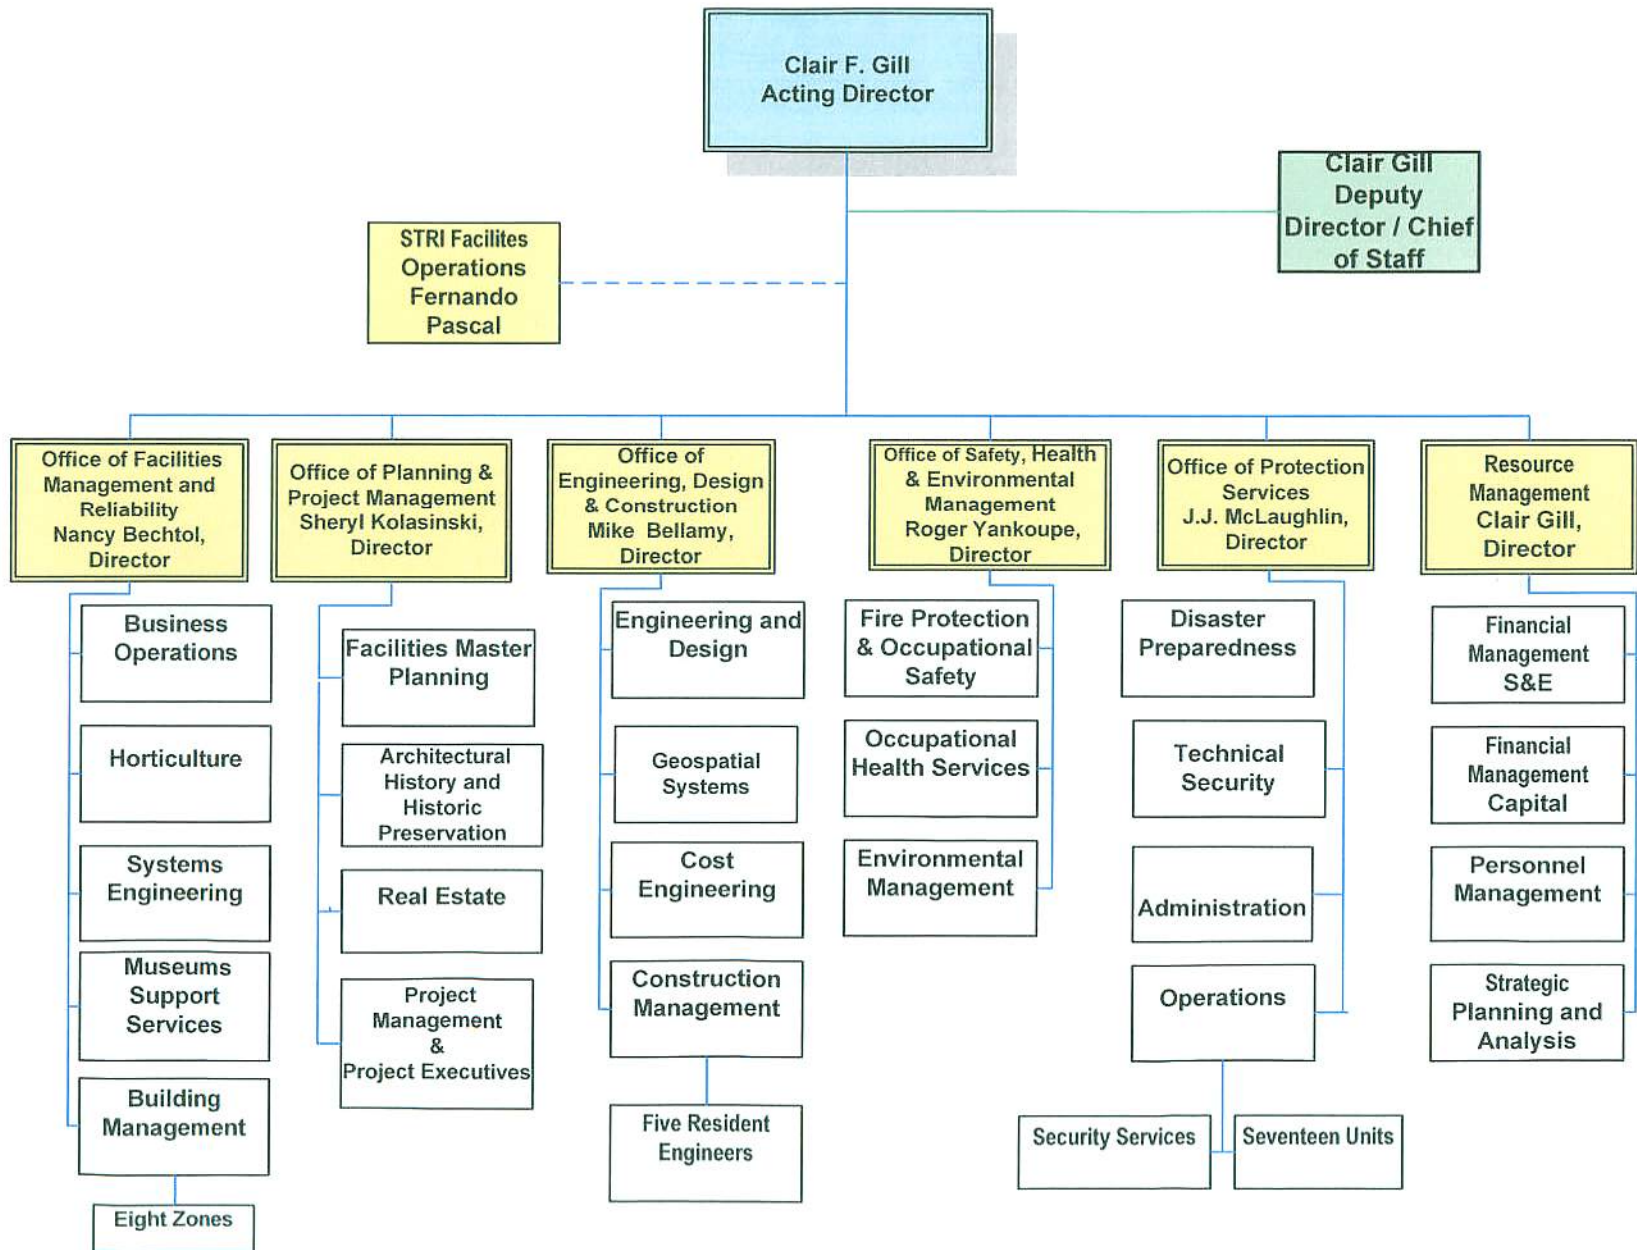 Clair F. Gill
Acting Director
Clair Gill
Deputy
Director / Chief
of Staff
STRI Facilites
Operations
Fernando
Pascal
Office of Facilities
Management and
Reliability
Nancy Bechtol,
Director
Business
Operations
Horticulture
Systems
Engineering
Museums
Support
Services
Building
Management
Eight Zones
Office of Planning &
Project Management
Sheryl Kolasinski,
Director
Facilities Master
Planning
Architectural
History and
Historic
Preservation
Real Estate
Project
Management
&
Project Executives
Office of
Engineering, Design
& Construction
Mike Bellamy,
Director
Engineering and
Design
Geospatial
Systems
Cost
Engineering
Construction
Management
Five Resident
Engineers
Office of Safety, Health
& Environmental
Management
Roger Yankoupe,
Director
Fire Protection
& Occupational
Safety
Occupational
Health Services
Environmental
Management
Office of Protection
Services
J.J. McLaughlin,
Director
Disaster
Preparedness
Technical
Security
Administration
Operations
Security Services
Seventeen Units
Resource
Management
Clair Gill,
Director
Financial
Management
S&E
Financial
Management
Capital
Personnel
Management
Strategic
Planning and
Analysis